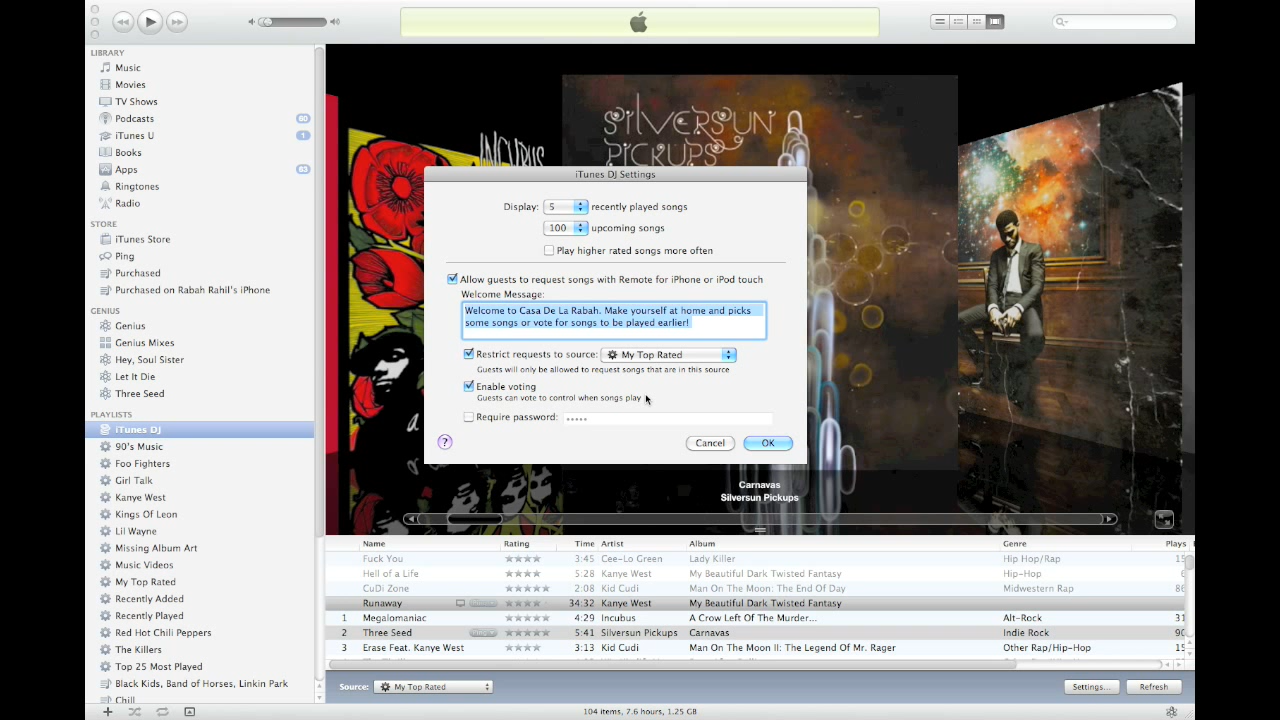 LIBRARY
Music
Movies
TV Shows
Podcasts 60
iTunes U 1
Books
Apps 63
Ringtones
Radio
STORE
iTunes Store
Ping
Purchased
Purchased on Rabah Rahil's iPhone
GENIUS
Genius
Genius Mixes
Hey, Soul Sister
Let It Die
Three Seed
PLAYLISTS
iTunes DJ
90's Music
Foo Fighters
Girl Talk
Kanye West
Kings Of Leon
Lil Wayne
Missing Album Art
Music Videos
My Top Rated
Recently Added
Recently Played
Red Hot Chili Peppers
The Killers
Top 25 Most Played
Black Kids, Band of Horses, Linkin Park
Chill
INCUBUS
SILVERSUN
PICKUPS
iTunes DJ Settings
Display: 5 recently played songs
100 upcoming songs
Play higher rated songs more often
Allow guests to request songs with Remote for iPhone or iPod touch
Welcome Message:
Welcome to Casa De La Rabah. Make yourself at home and picks
some songs or vote for songs to be played earlier!
Restrict requests to source: My Top Rated
Guests will only be allowed to request songs that are in this source
Enable voting
Guests can vote to control when songs play
Require password: •••••
? Cancel OK
Carnavas
Silversun Pickups
Name Rating Time Artist Album Genre Plays
Fuck You 3:45 Cee-Lo Green Lady Killer Hip Hop/Rap
Hell of a Life 5:28 Kanye West My Beautiful Dark Twisted Fantasy Hip-Hop
CuDi Zone 2:08 Kid Cudi Man On The Moon: The End Of Day Midwestern Rap
Runaway 34:32 Kanye West My Beautiful Dark Twisted Fantasy
1 Megalomaniac 4:29 Incubus A Crow Left Of The Murder... Alt-Rock
2 Three Seed 5:41 Silversun Pickups Carnavas Indie Rock
3 Erase Feat. Kanye West 3:13 Kid Cudi Man On The Moon II: The Legend Of Mr. Rager Other Rap/Hip-Hop
Source: My Top Rated Settings... Refresh
104 items, 7.6 hours, 1.25 GB